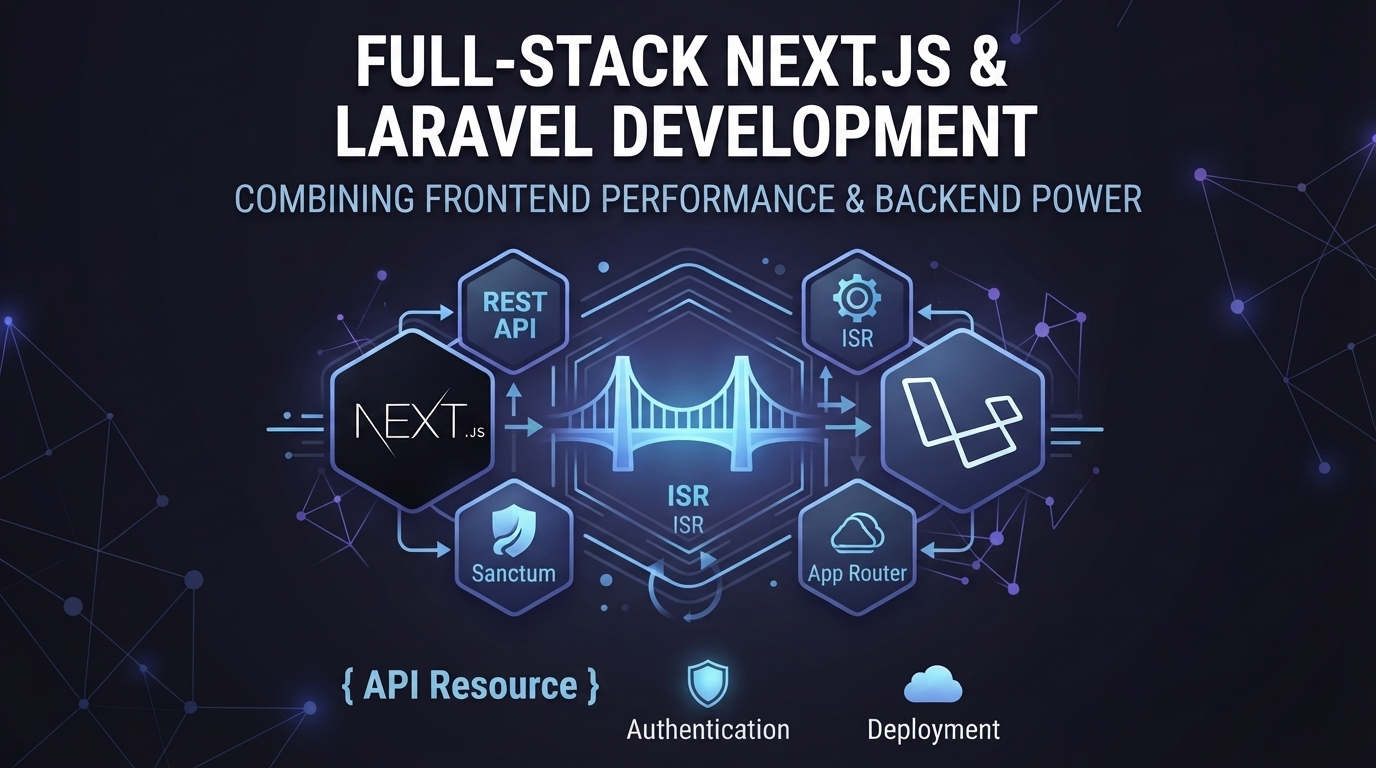 FULL-STACK NEXT.JS &
LARAVEL DEVELOPMENT
COMBINING FRONTEND PERFORMANCE & BACKEND POWER
REST
API
ISR
NEXT.JS
ISR
ISR
Sanctum
App Router
{ API Resource }
Authentication
Deployment